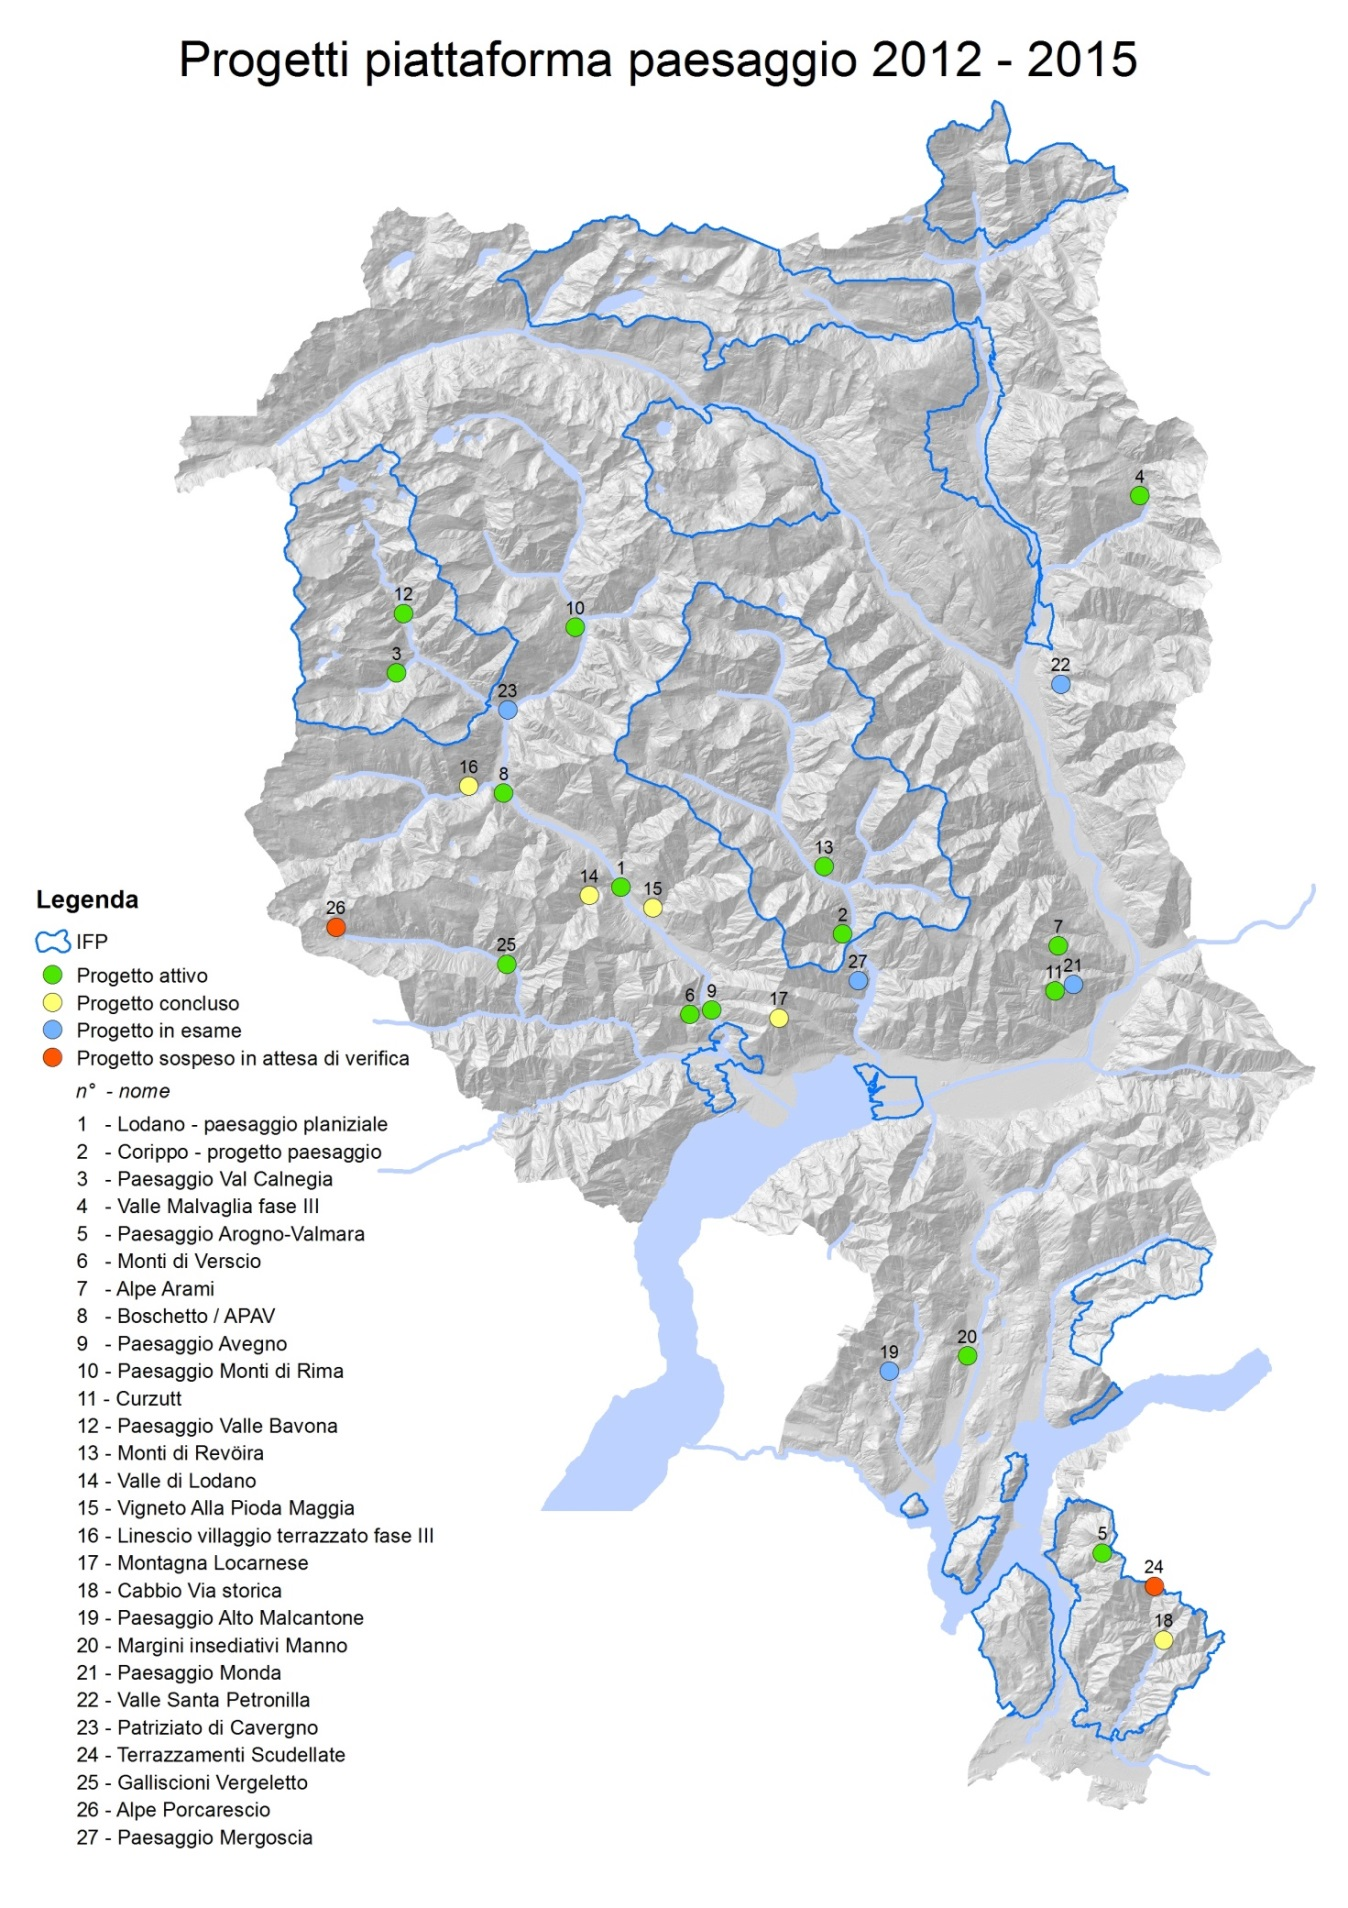 Progetti piattaforma paesaggio 2012 - 2015
4
12
10
3
22
23
16
8
13
1
14
15
26
2
7
25
27
21
11
6
9
17
20
19
5
24
18
Legenda
IFP
Progetto attivo
Progetto concluso
Progetto in esame
Progetto sospeso in attesa di verifica
n° - nome
1 - Lodano - paesaggio planiziale
2 - Corippo - progetto paesaggio
3 - Paesaggio Val Calnegia
4 - Valle Malvaglia fase III
5 - Paesaggio Arogno-Valmara
6 - Monti di Verscio
7 - Alpe Arami
8 - Boschetto / APAV
9 - Paesaggio Avegno
10 - Paesaggio Monti di Rima
11 - Curzutt
12 - Paesaggio Valle Bavona
13 - Monti di Revöira
14 - Valle di Lodano
15 - Vigneto Alla Pioda Maggia
16 - Linescio villaggio terrazzato fase III
17 - Montagna Locarnese
18 - Cabbio Via storica
19 - Paesaggio Alto Malcantone
20 - Margini insediativi Manno
21 - Paesaggio Monda
22 - Valle Santa Petronilla
23 - Patriziato di Cavergno
24 - Terrazzamenti Scudellate
25 - Galliscioni Vergeletto
26 - Alpe Porcarescio
27 - Paesaggio Mergoscia